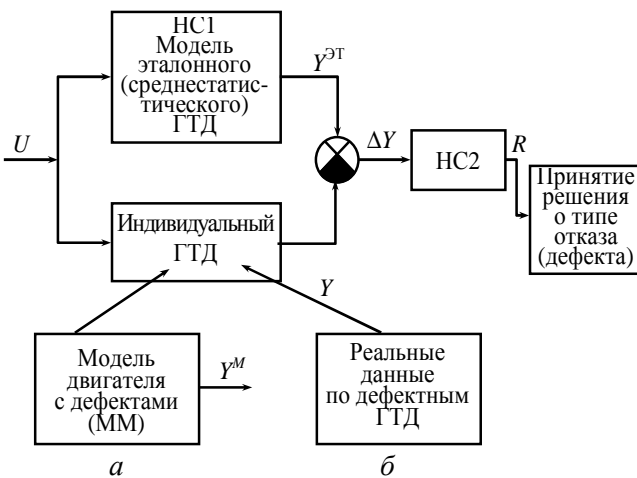 НС1
Модель
эталонного
(среднестатис-
тического)
ГТД
Y^ЭТ
U
ΔY
НС2
R
Принятие
решения
о типе
отказа
(дефекта)
Индивидуальный
ГТД
Y
Модель
двигателя
с дефектами
(ММ)
Y^M
Реальные
данные
по дефектным
ГТД
а
б